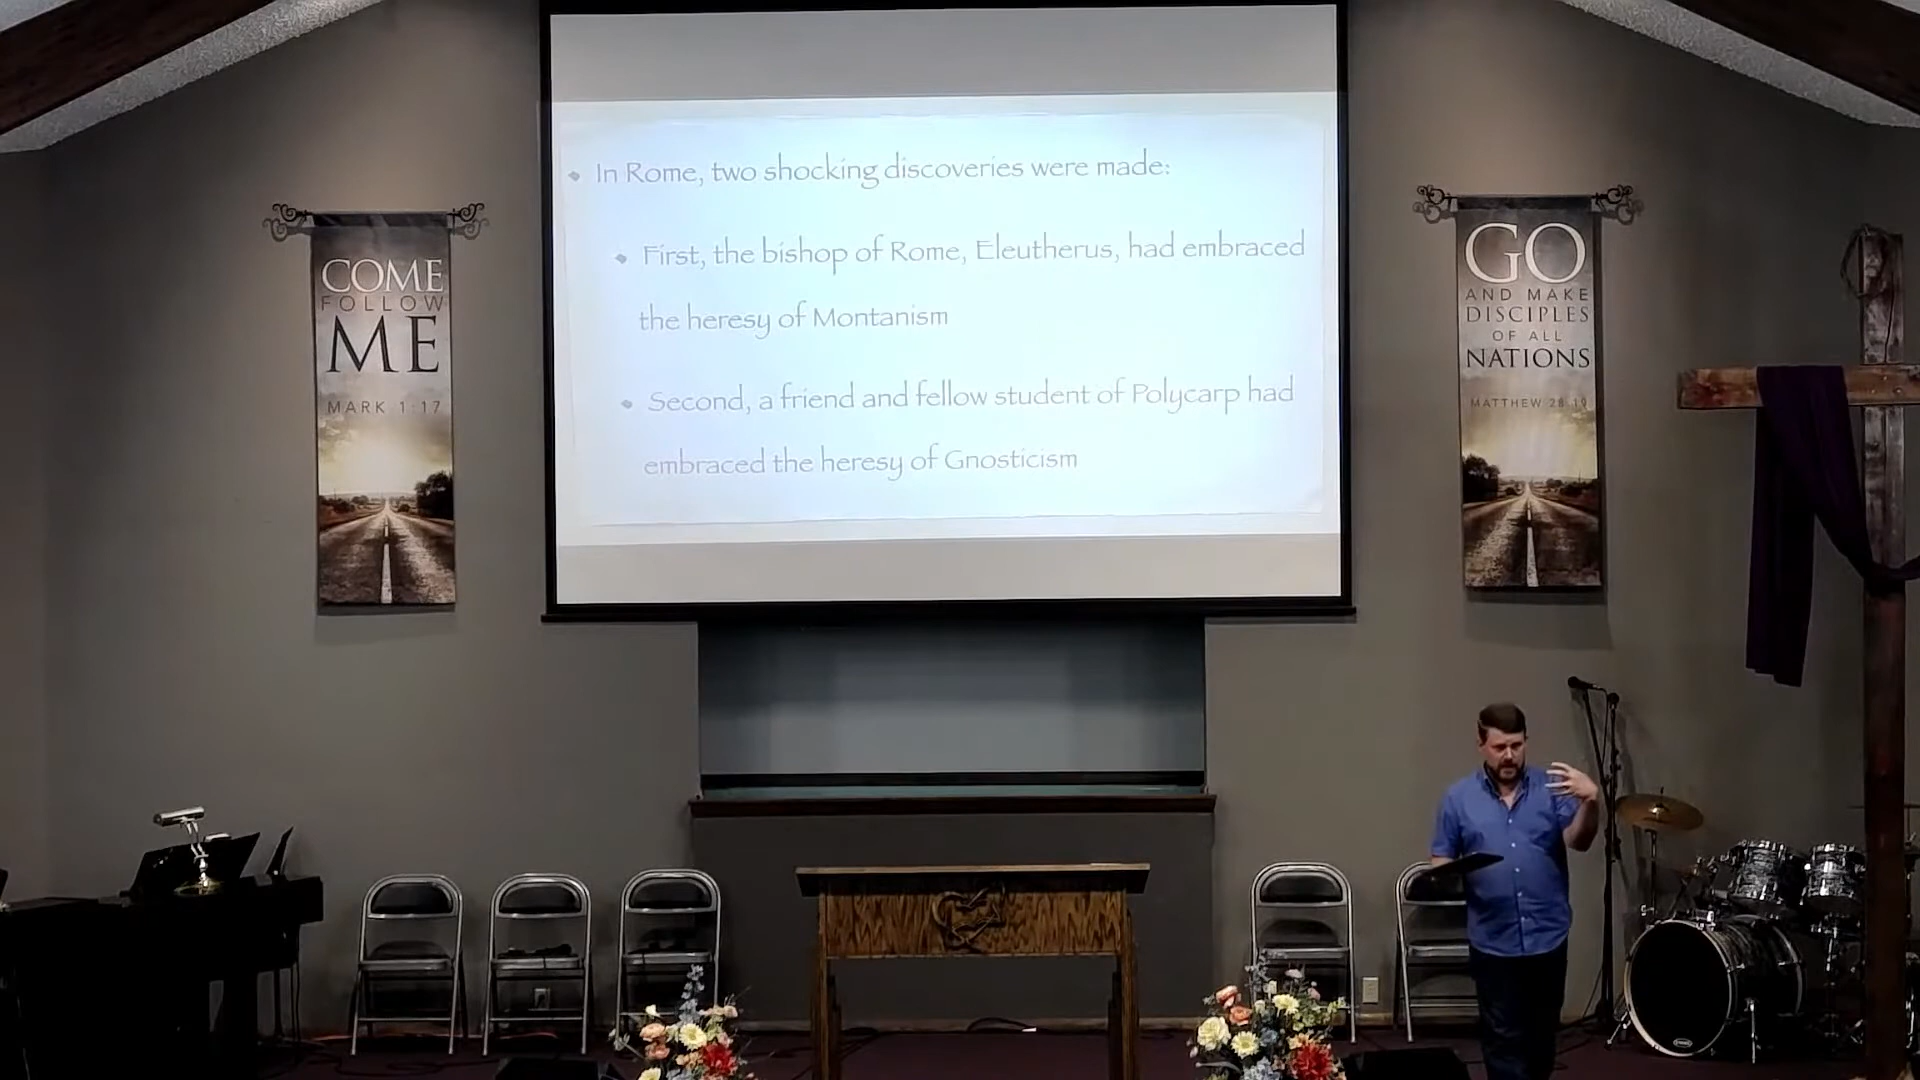 In Rome, two shocking discoveries were made:
First, the bishop of Rome, Eleutherus, had embraced
the heresy of Montanism
Second, a friend and fellow student of Polycarp had
embraced the heresy of Gnosticism
COME
FOLLOW
ME
MARK 1:17
GO
AND MAKE
DISCIPLES
OF ALL
NATIONS
MATTHEW 28:19